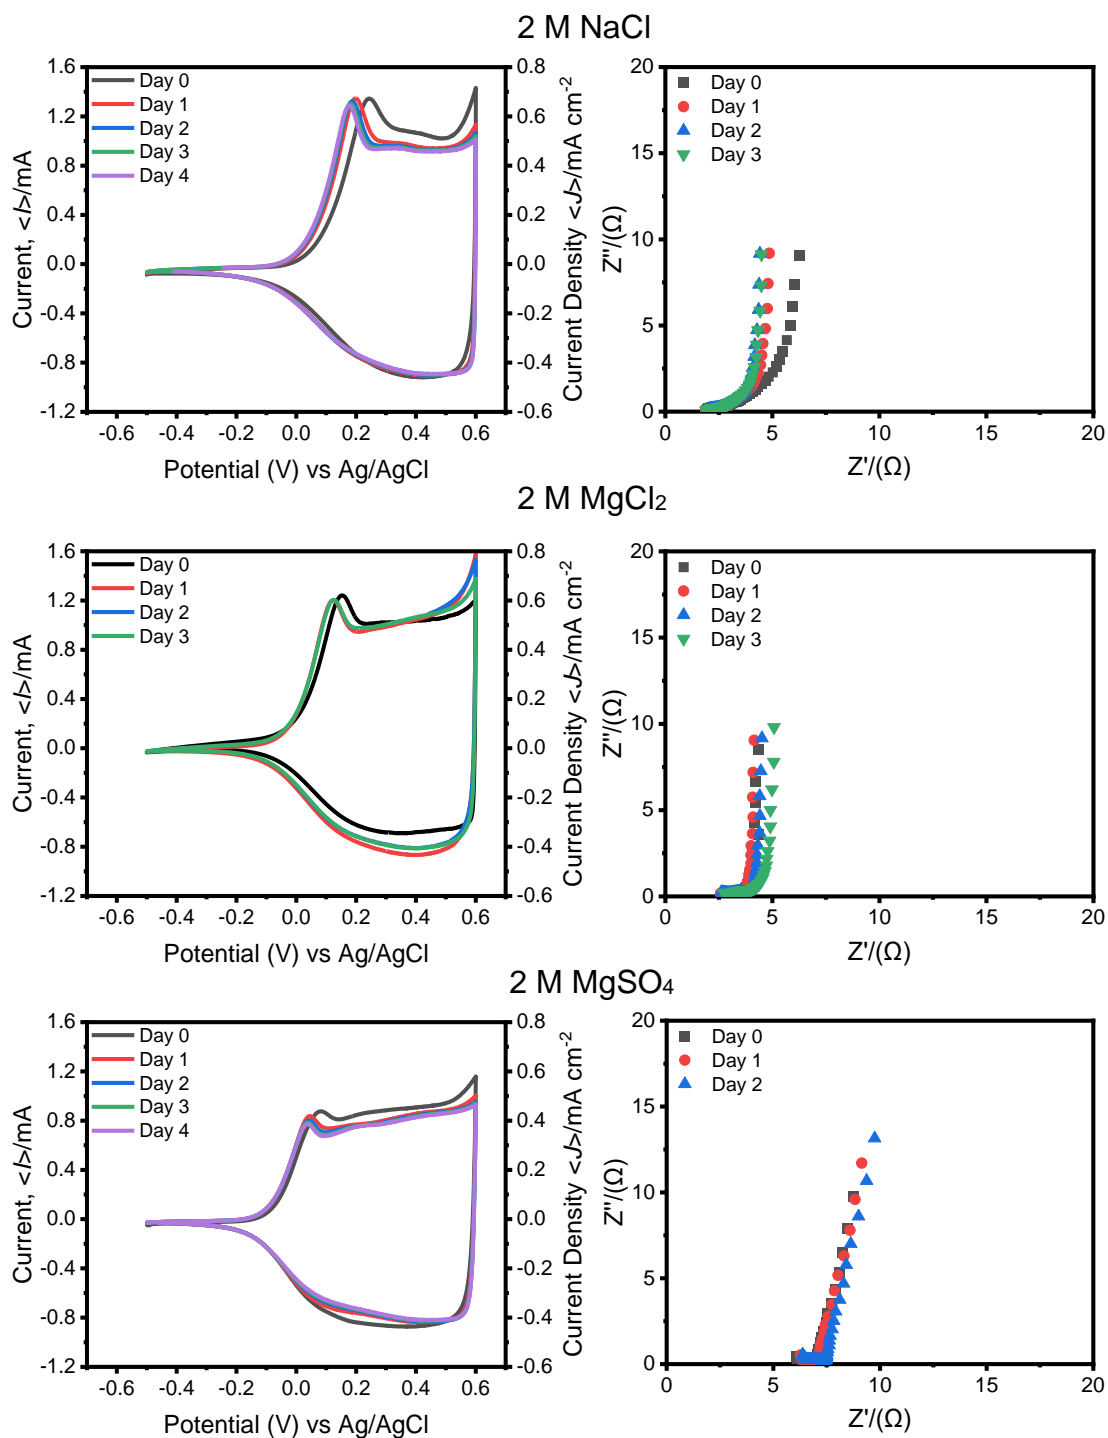 2 M NaCl
1.6
1.2
0.8
0.4
0.0
-0.4
-0.8
-1.2
Current, <I>/mA
Day 0
Day 1
Day 2
Day 3
Day 4
0.8
0.6
0.4
0.2
0.0
-0.2
-0.4
-0.6
Current Density <J>/mA cm⁻²
-0.6 -0.4 -0.2 0.0 0.2 0.4 0.6
Potential (V) vs Ag/AgCl
20
15
10
5
0
Z''/(Ω)
Day 0
Day 1
Day 2
Day 3
0 5 10 15 20
Z'/(Ω)
2 M MgCl₂
1.6
1.2
0.8
0.4
0.0
-0.4
-0.8
-1.2
Current, <I>/mA
Day 0
Day 1
Day 2
Day 3
0.8
0.6
0.4
0.2
0.0
-0.2
-0.4
-0.6
Current Density <J>/mA cm⁻²
-0.6 -0.4 -0.2 0.0 0.2 0.4 0.6
Potential (V) vs Ag/AgCl
20
15
10
5
0
Z''/(Ω)
Day 0
Day 1
Day 2
Day 3
0 5 10 15 20
Z'/(Ω)
2 M MgSO₄
1.6
1.2
0.8
0.4
0.0
-0.4
-0.8
-1.2
Current, <I>/mA
Day 0
Day 1
Day 2
Day 3
Day 4
0.8
0.6
0.4
0.2
0.0
-0.2
-0.4
-0.6
Current Density <J>/mA cm⁻²
-0.6 -0.4 -0.2 0.0 0.2 0.4 0.6
Potential (V) vs Ag/AgCl
20
15
10
5
0
Z''/(Ω)
Day 0
Day 1
Day 2
0 5 10 15 20
Z'/(Ω)